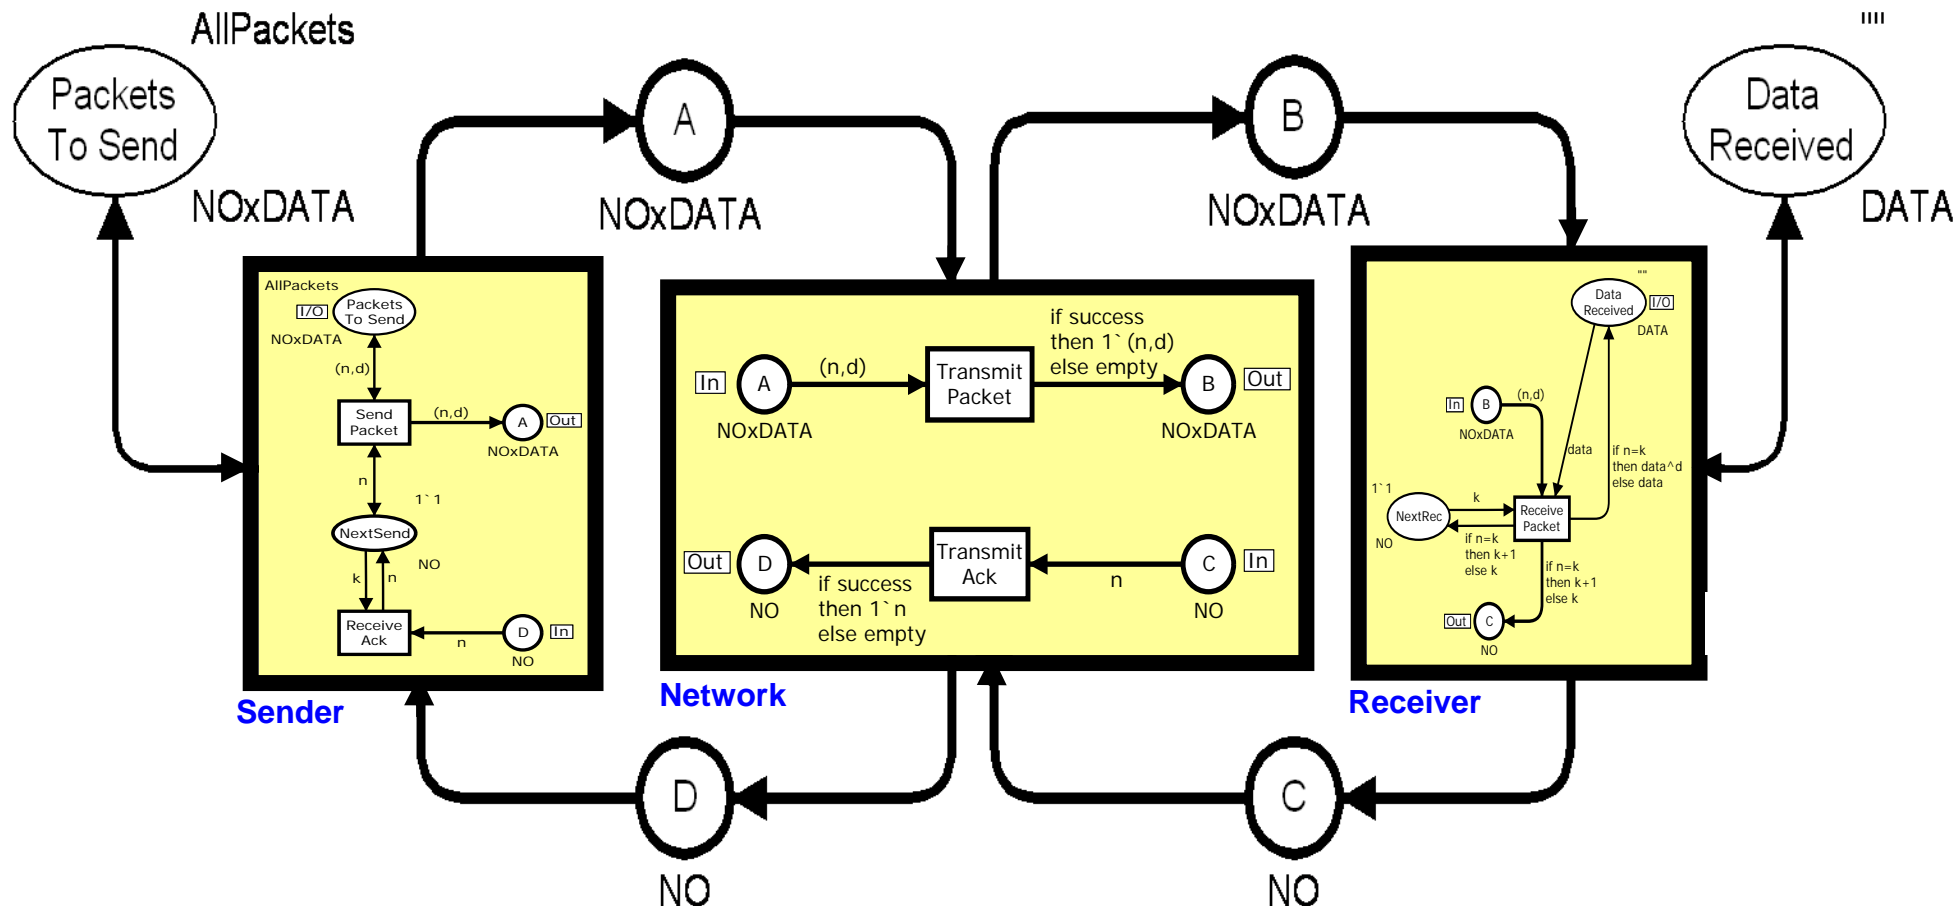 AllPackets
Packets
To Send
NOxDATA
A
NOxDATA
B
NOxDATA
""
Data
Received
DATA
AllPackets
I/O
Packets
To Send
NOxDATA
(n,d)
Send
Packet
(n,d)
A
Out
NOxDATA
n
1`1
NextSend
NO
k
n
Receive
Ack
n
D
In
NO
Sender
In
A
NOxDATA
(n,d)
Transmit
Packet
if success
then 1`(n,d)
else empty
B
Out
NOxDATA
Out
D
NO
if success
then 1`n
else empty
Transmit
Ack
n
C
In
NO
Network
""
Data
Received
I/O
DATA
In
B
(n,d)
NOxDATA
data
if n=k
then data^d
else data
1`1
NextRec
NO
k
Receive
Packet
if n=k
then k+1
else k
if n=k
then k+1
else k
Out
C
NO
Receiver
D
NO
C
NO